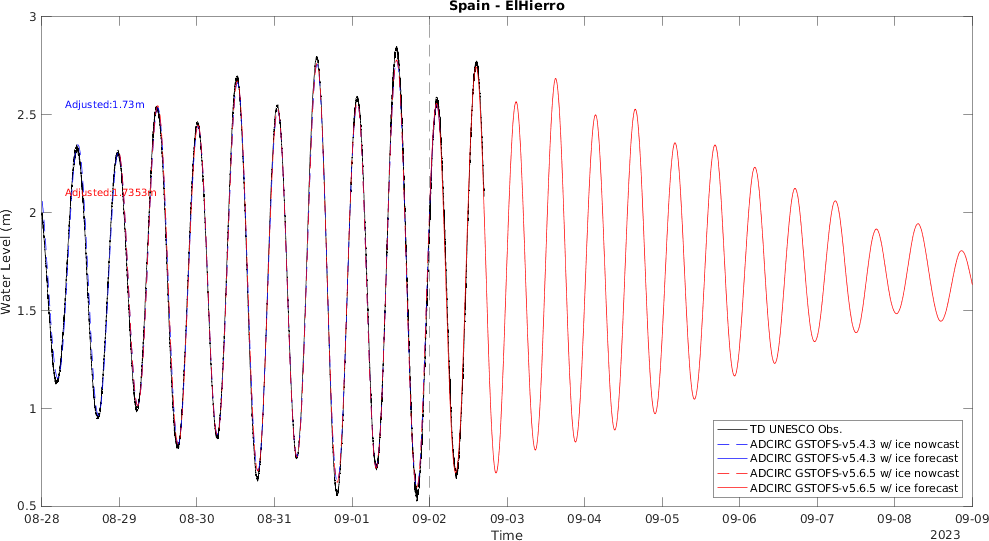 Spain - ElHierro
3
2.5
2
1.5
1
0.5
Water Level (m)
Adjusted:1.73m
Adjusted:1.7353m
TD UNESCO Obs.
ADCIRC GSTOFS-v5.4.3 w/ ice nowcast
ADCIRC GSTOFS-v5.4.3 w/ ice forecast
ADCIRC GSTOFS-v5.6.5 w/ ice nowcast
ADCIRC GSTOFS-v5.6.5 w/ ice forecast
08-28 08-29 08-30 08-31 09-01 09-02 09-03 09-04 09-05 09-06 09-07 09-08 09-09
Time
2023